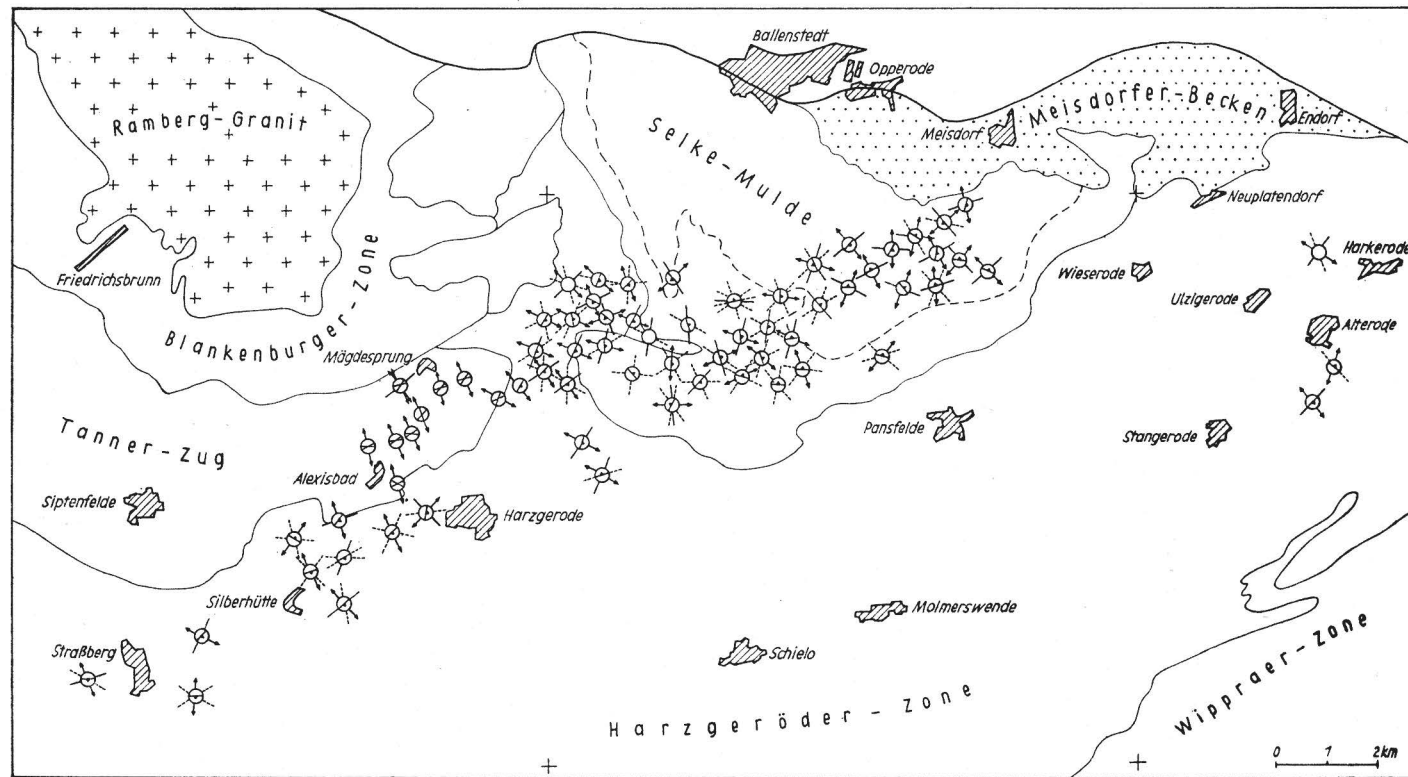 Ballenstedt
Opperode
Ramberg-Granit
Meisdorfer-Becken
Endorf
Meisdorf
Selke-Mulde
Neuplatendorf
Harkerode
Friedrichsbrunn
Wieserode
Ulzigerode
Blankenburger-Zone
Alterode
Mägdesprung
Tanner-Zug
Pansfelde
Stangerode
Alexisbad
Siptenfelde
Harzgerode
Silberhütte
Molmerswende
Straßberg
Schielo
Wippraer-Zone
Harzgeröder-Zone
0 1 2km